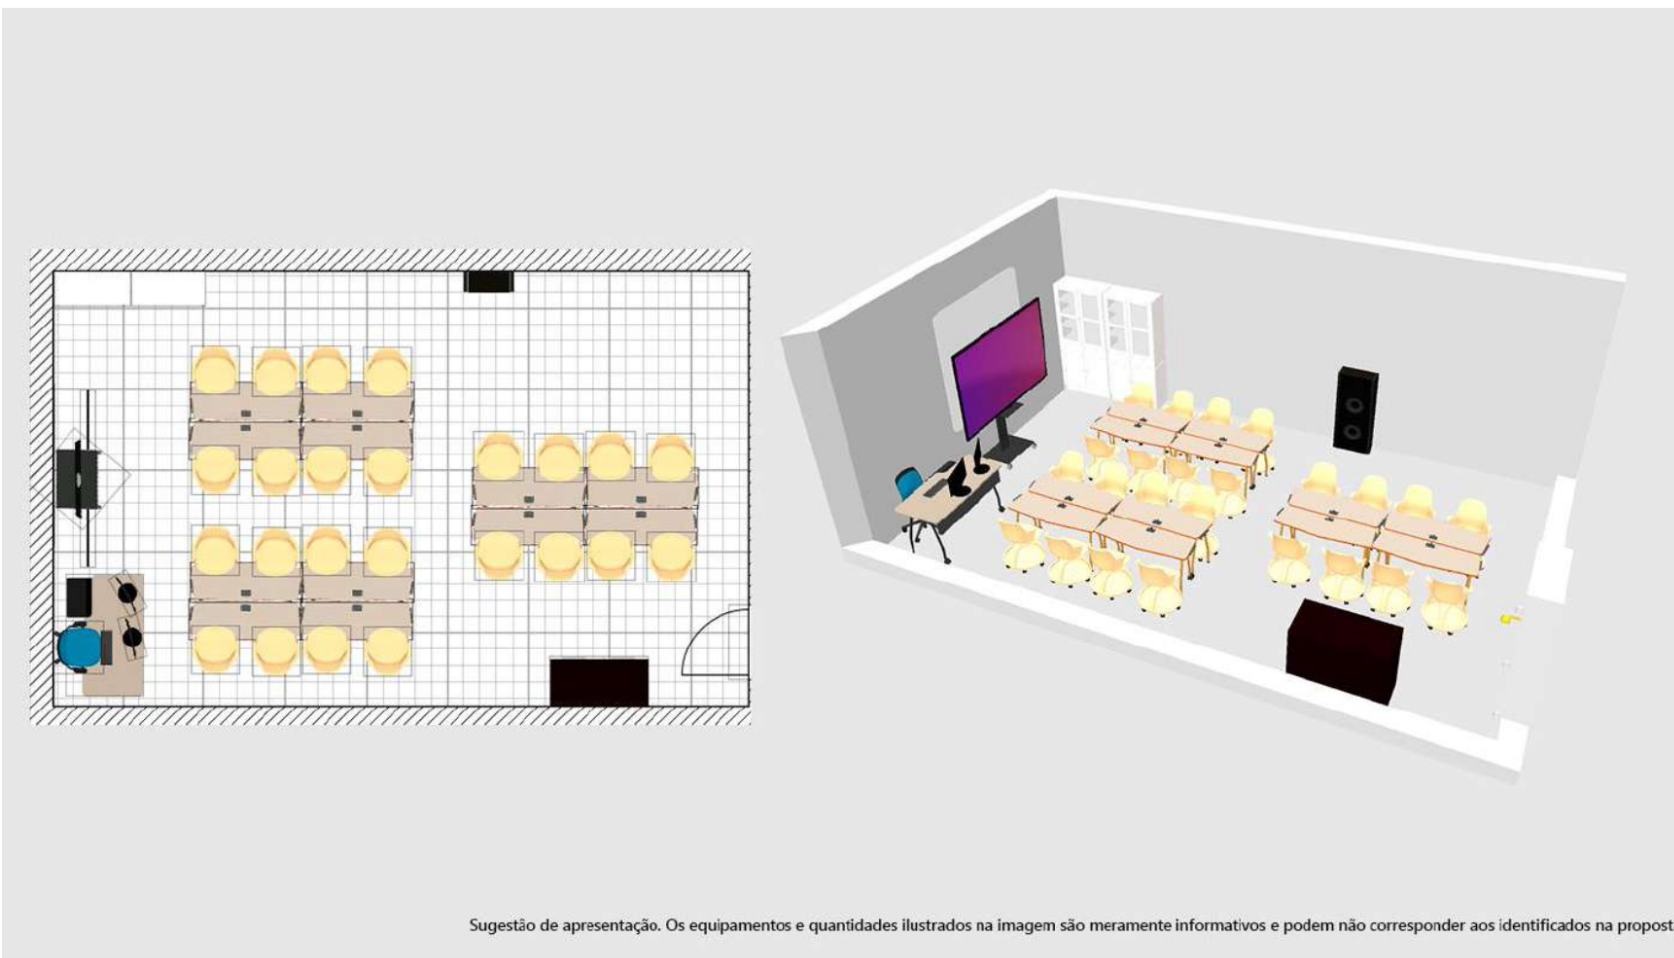 Sugestão de apresentação. Os equipamentos e quantidades ilustrados na imagem são meramente informativos e podem não corresponder aos identificados na propost